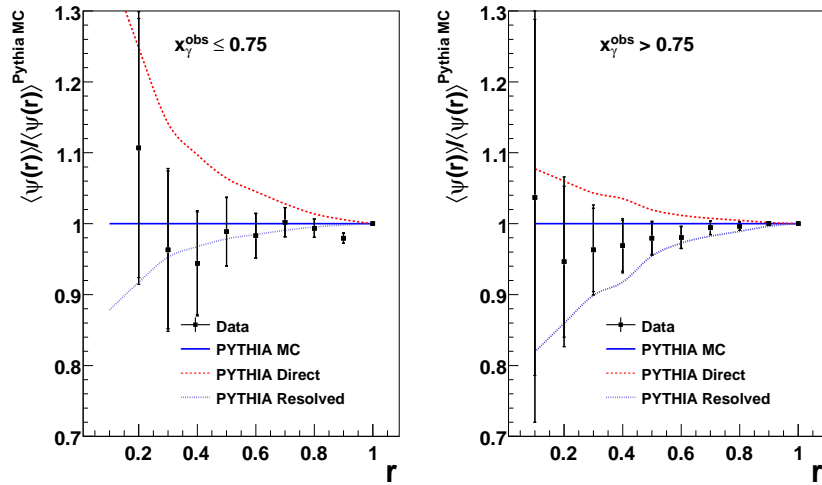 ⟨ψ(r)⟩/⟨ψ(r)⟩^Pythia MC
x_γ^obs ≤ 0.75
1.3
1.2
1.1
1
0.9
0.8
0.7
Data
PYTHIA MC
PYTHIA Direct
PYTHIA Resolved
0.2 0.4 0.6 0.8 1
r
⟨ψ(r)⟩/⟨ψ(r)⟩^Pythia MC
x_γ^obs > 0.75
1.3
1.2
1.1
1
0.9
0.8
0.7
Data
PYTHIA MC
PYTHIA Direct
PYTHIA Resolved
0.2 0.4 0.6 0.8 1
r